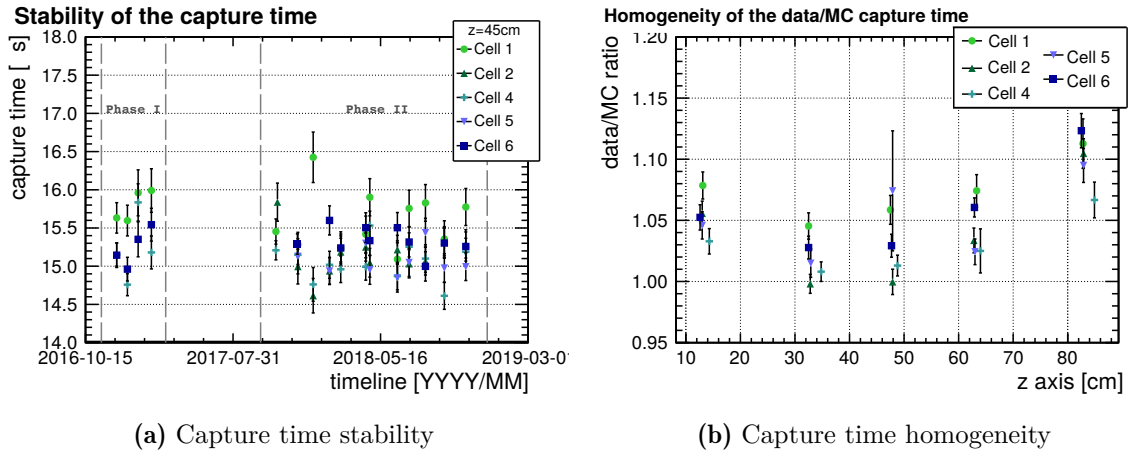 Stability of the capture time
capture time [ s]
18.0
17.5
17.0
16.5
16.0
15.5
15.0
14.5
14.0
Phase I
Phase II
z=45cm
Cell 1
Cell 2
Cell 4
Cell 5
Cell 6
2016-10-15
2017-07-31
2018-05-16
2019-03-0
timeline [YYYY/MM]
(a) Capture time stability
Homogeneity of the data/MC capture time
data/MC ratio
1.20
1.15
1.10
1.05
1.00
0.95
Cell 1
Cell 2
Cell 4
Cell 5
Cell 6
10 20 30 40 50 60 70 80
z axis [cm]
(b) Capture time homogeneity